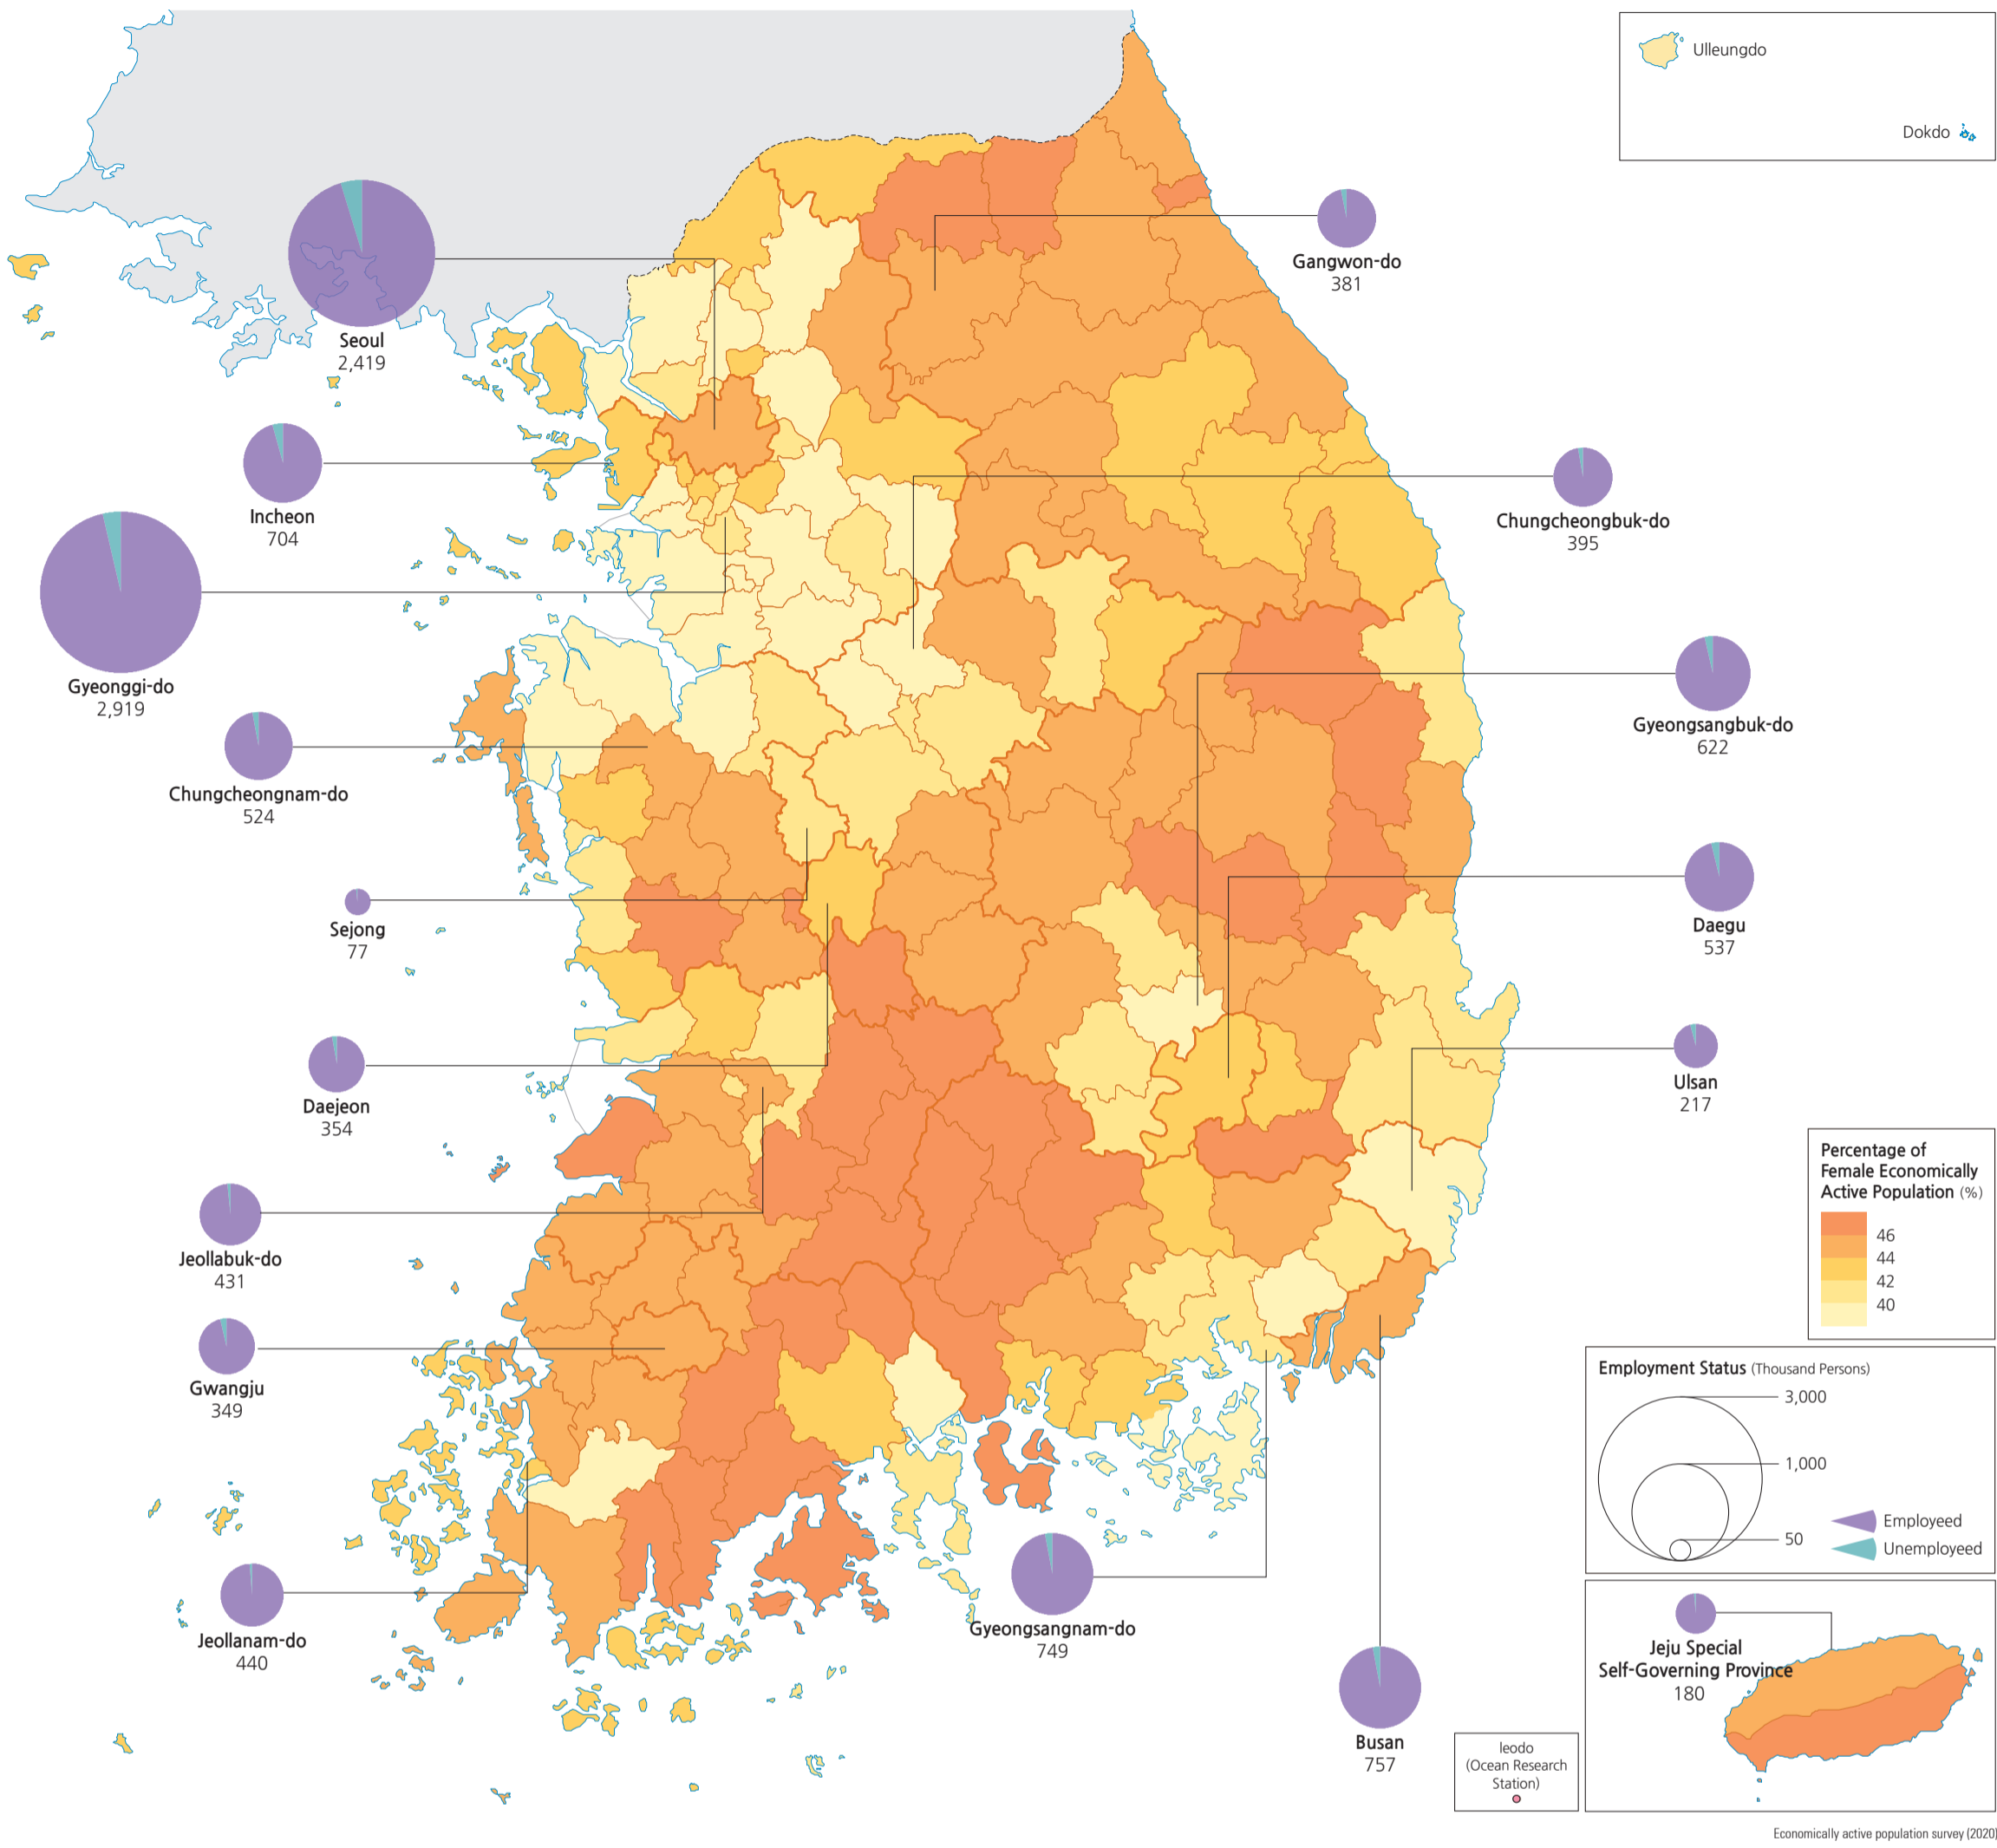 Ulleungdo
Dokdo
Gangwon-do
381
Seoul
2,419
Incheon
704
Chungcheongbuk-do
395
Gyeonggi-do
2,919
Gyeongsangbuk-do
622
Chungcheongnam-do
524
Sejong
77
Daegu
537
Daejeon
354
Ulsan
217
Jeollabuk-do
431
Gwangju
349
Jeollanam-do
440
Gyeongsangnam-do
749
Busan
757
Percentage of
Female Economically
Active Population (%)
46
44
42
40
Employment Status (Thousand Persons)
3,000
1,000
50
Employeed
Unemployeed
Jeju Special
Self-Governing Province
180
Ieodo
(Ocean Research
Station)
Economically active population survey (2020)